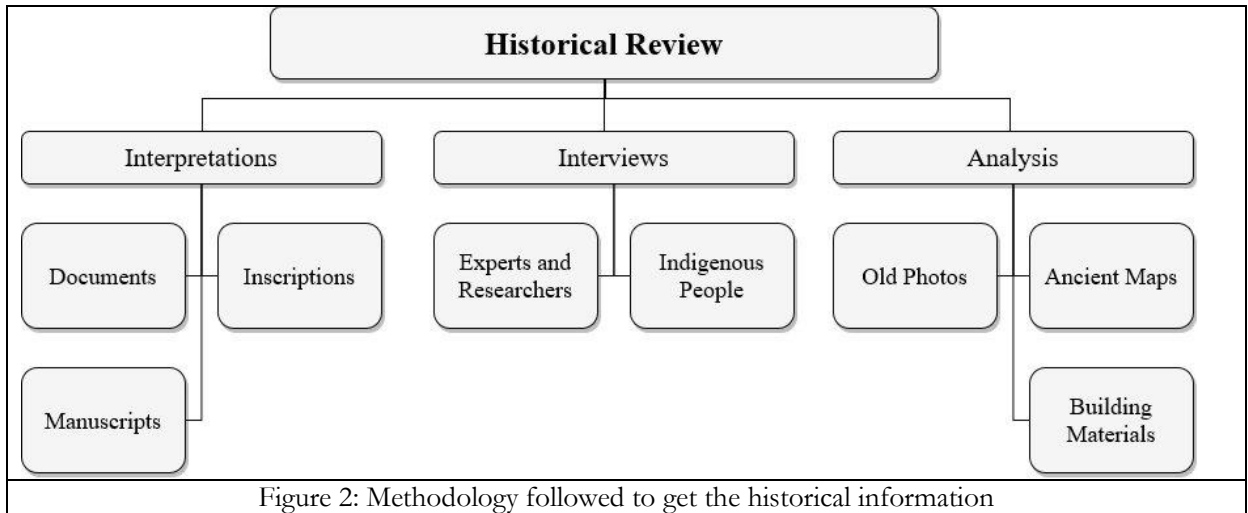 Historical Review
Interpretations
Interviews
Analysis
Documents
Inscriptions
Experts and
Researchers
Indigenous
People
Old Photos
Ancient Maps
Manuscripts
Building
Materials
Figure 2: Methodology followed to get the historical information